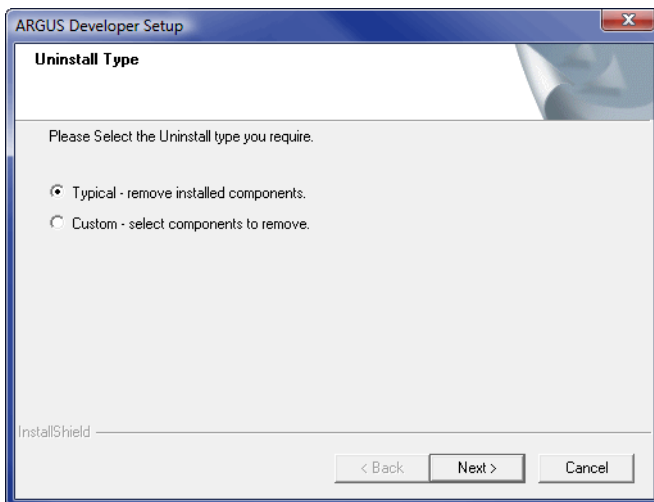 ARGUS Developer Setup
Uninstall Type
Please Select the Uninstall type you require.
Typical - remove installed components.
Custom - select components to remove.
InstallShield
< Back Next > Cancel